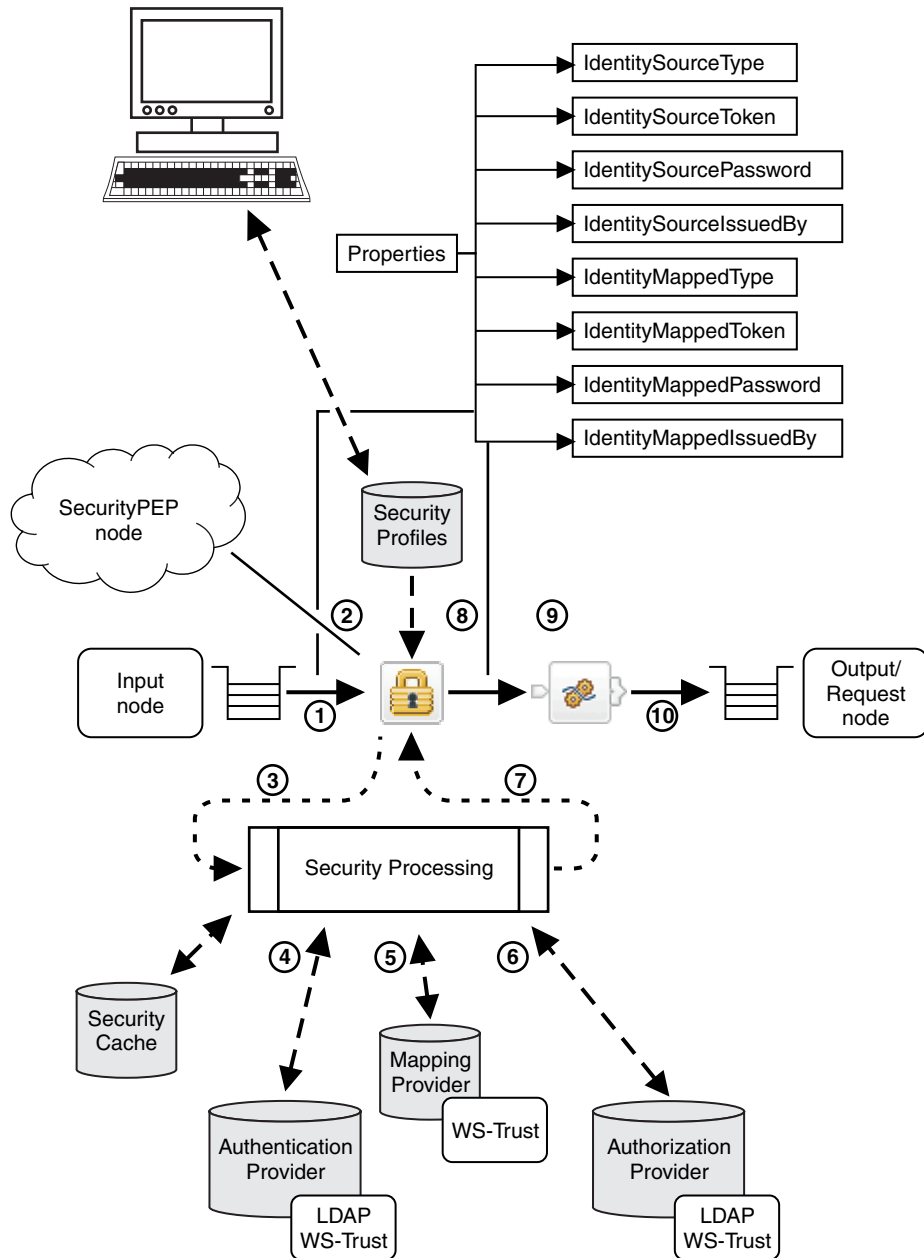 IdentitySourceType
IdentitySourceToken
IdentitySourcePassword
IdentitySourceIssuedBy
Properties
IdentityMappedType
IdentityMappedToken
IdentityMappedPassword
IdentityMappedIssuedBy
SecurityPEP
node
Security
Profiles
2
8
9
Input
node
Output/
Request
node
1
10
3
7
Security Processing
4
5
6
Security
Cache
Mapping
Provider
WS-Trust
Authentication
Provider
LDAP
WS-Trust
Authorization
Provider
LDAP
WS-Trust